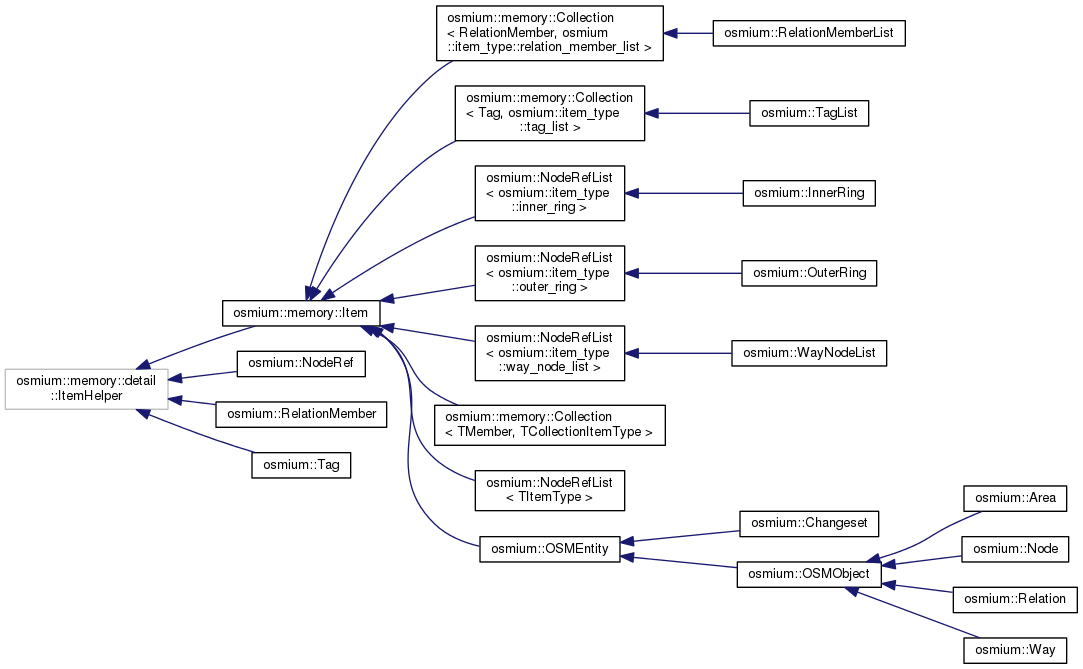 osmium::memory::Collection
< RelationMember, osmium
::item_type::relation_member_list >
osmium::RelationMemberList
osmium::memory::Collection
< Tag, osmium::item_type
::tag_list >
osmium::TagList
osmium::NodeRefList
< osmium::item_type
::inner_ring >
osmium::InnerRing
osmium::NodeRefList
< osmium::item_type
::outer_ring >
osmium::OuterRing
osmium::memory::Item
osmium::NodeRefList
< osmium::item_type
::way_node_list >
osmium::WayNodeList
osmium::NodeRef
osmium::memory::detail
::ItemHelper
osmium::RelationMember
osmium::memory::Collection
< TMember, TCollectionItemType >
osmium::Tag
osmium::NodeRefList
< TItemType >
osmium::OSMEntity
osmium::Changeset
osmium::OSMObject
osmium::Area
osmium::Node
osmium::Relation
osmium::Way